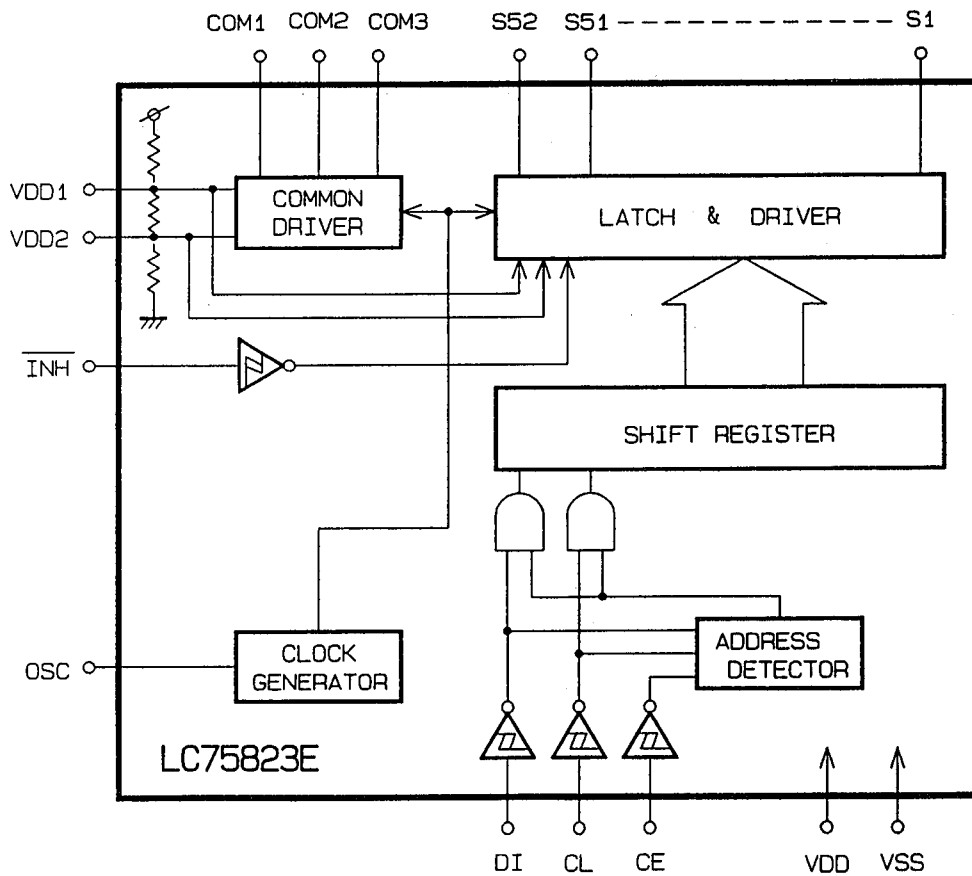 COM1 COM2 COM3 S52 S51 S1
VDD1
COMMON
DRIVER
LATCH & DRIVER
VDD2
INH
SHIFT REGISTER
OSC
CLOCK
GENERATOR
ADDRESS
DETECTOR
LC75823E
DI CL CE VDD VSS